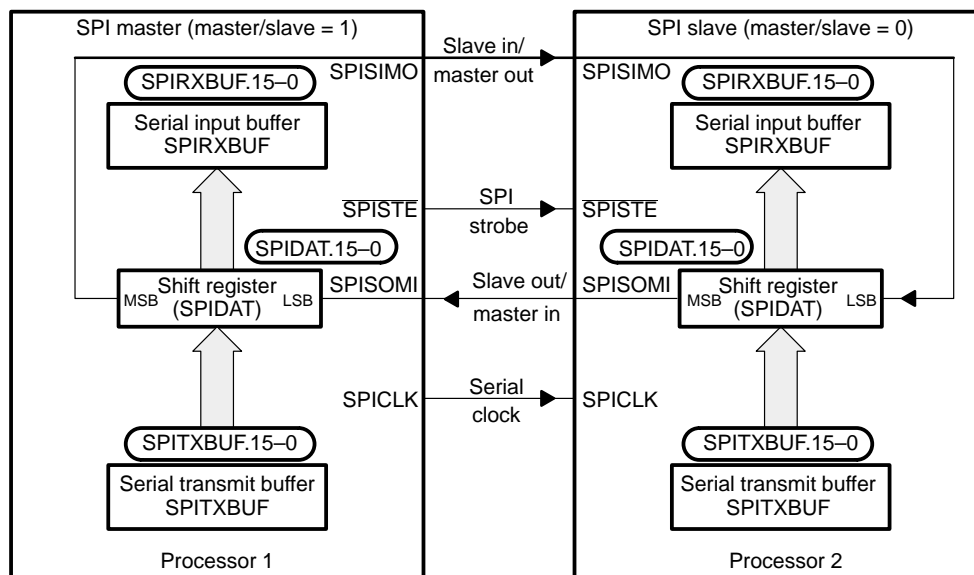 SPI master (master/slave = 1)
Slave in/
master out
SPI slave (master/slave = 0)
SPISIMO
SPISIMO
SPIRXBUF.15–0
SPIRXBUF.15–0
Serial input buffer
SPIRXBUF
Serial input buffer
SPIRXBUF
SPISTE
SPI
strobe
SPISTE
SPIDAT.15–0
SPIDAT.15–0
MSB
Shift register
(SPIDAT)
LSB
SPISOMI
Slave out/
master in
SPISOMI
MSB
Shift register
(SPIDAT)
LSB
SPICLK
Serial
clock
SPICLK
SPITXBUF.15–0
SPITXBUF.15–0
Serial transmit buffer
SPITXBUF
Serial transmit buffer
SPITXBUF
Processor 1
Processor 2